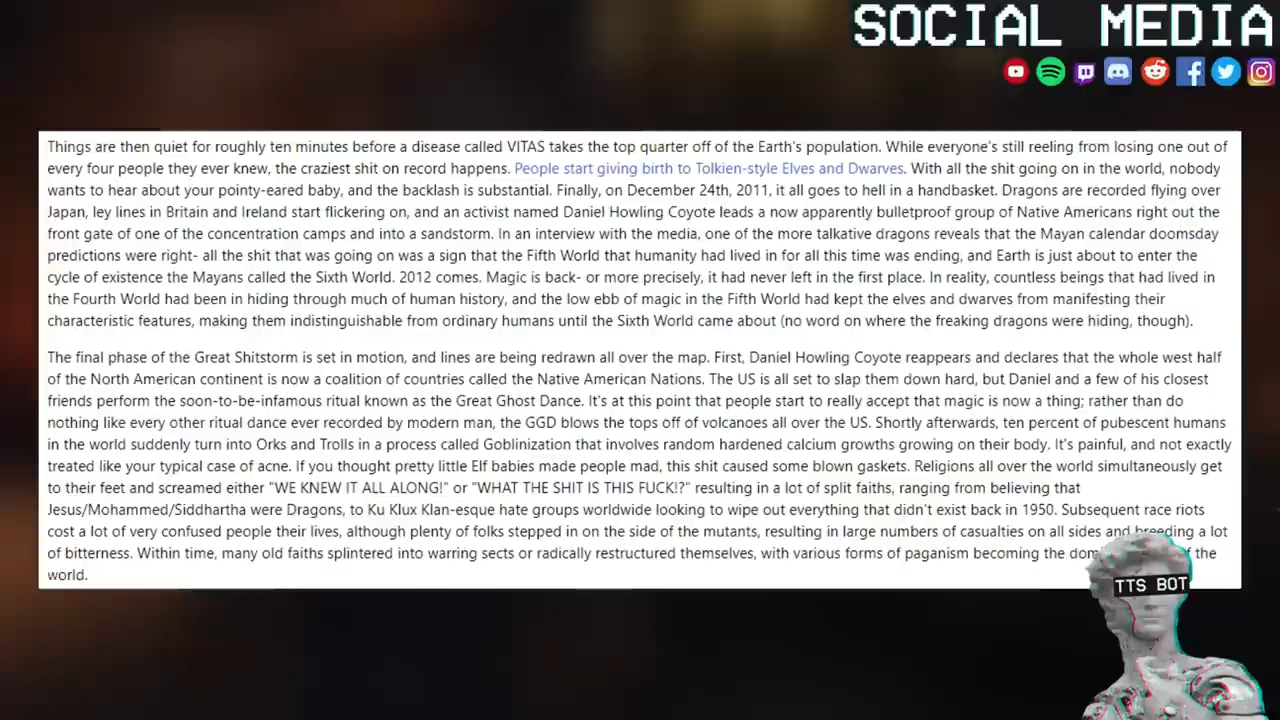 SOCIAL MEDIA
Things are then quiet for roughly ten minutes before a disease called VITAS takes the top quarter off of the Earth's population. While everyone's still reeling from losing one out of
every four people they ever knew, the craziest shit on record happens. People start giving birth to Tolkien-style Elves and Dwarves. With all the shit going on in the world, nobody
wants to hear about your pointy-eared baby, and the backlash is substantial. Finally, on December 24th, 2011, it all goes to hell in a handbasket. Dragons are recorded flying over
Japan, ley lines in Britain and Ireland start flickering on, and an activist named Daniel Howling Coyote leads a now apparently bulletproof group of Native Americans right out the
front gate of one of the concentration camps and into a sandstorm. In an interview with the media, one of the more talkative dragons reveals that the Mayan calendar doomsday
predictions were right- all the shit that was going on was a sign that the Fifth World that humanity had lived in for all this time was ending, and Earth is just about to enter the
cycle of existence the Mayans called the Sixth World. 2012 comes. Magic is back- or more precisely, it had never left in the first place. In reality, countless beings that had lived in
the Fourth World had been in hiding through much of human history, and the low ebb of magic in the Fifth World had kept the elves and dwarves from manifesting their
characteristic features, making them indistinguishable from ordinary humans until the Sixth World came about (no word on where the freaking dragons were hiding, though).
The final phase of the Great Shitstorm is set in motion, and lines are being redrawn all over the map. First, Daniel Howling Coyote reappears and declares that the whole west half
of the North American continent is now a coalition of countries called the Native American Nations. The US is all set to slap them down hard, but Daniel and a few of his closest
friends perform the soon-to-be-infamous ritual known as the Great Ghost Dance. It's at this point that people start to really accept that magic is now a thing; rather than do
nothing like every other ritual dance ever recorded by modern man, the GGD blows the tops off of volcanoes all over the US. Shortly afterwards, ten percent of pubescent humans
in the world suddenly turn into Orks and Trolls in a process called Goblinization that involves random hardened calcium growths growing on their body. It's painful, and not exactly
treated like your typical case of acne. If you thought pretty little Elf babies made people mad, this shit caused some blown gaskets. Religions all over the world simultaneously get
to their feet and screamed either "WE KNEW IT ALL ALONG!" or "WHAT THE SHIT IS THIS FUCK!?" resulting in a lot of split faiths, ranging from believing that
Jesus/Mohammed/Siddhartha were Dragons, to Ku Klux Klan-esque hate groups worldwide looking to wipe out everything that didn't exist back in 1950. Subsequent race riots
cost a lot of very confused people their lives, although plenty of folks stepped in on the side of the mutants, resulting in large numbers of casualties on all sides and breeding a lot
of bitterness. Within time, many old faiths splintered into warring sects or radically restructured themselves, with various forms of paganism becoming the the
world.
TTS BOT